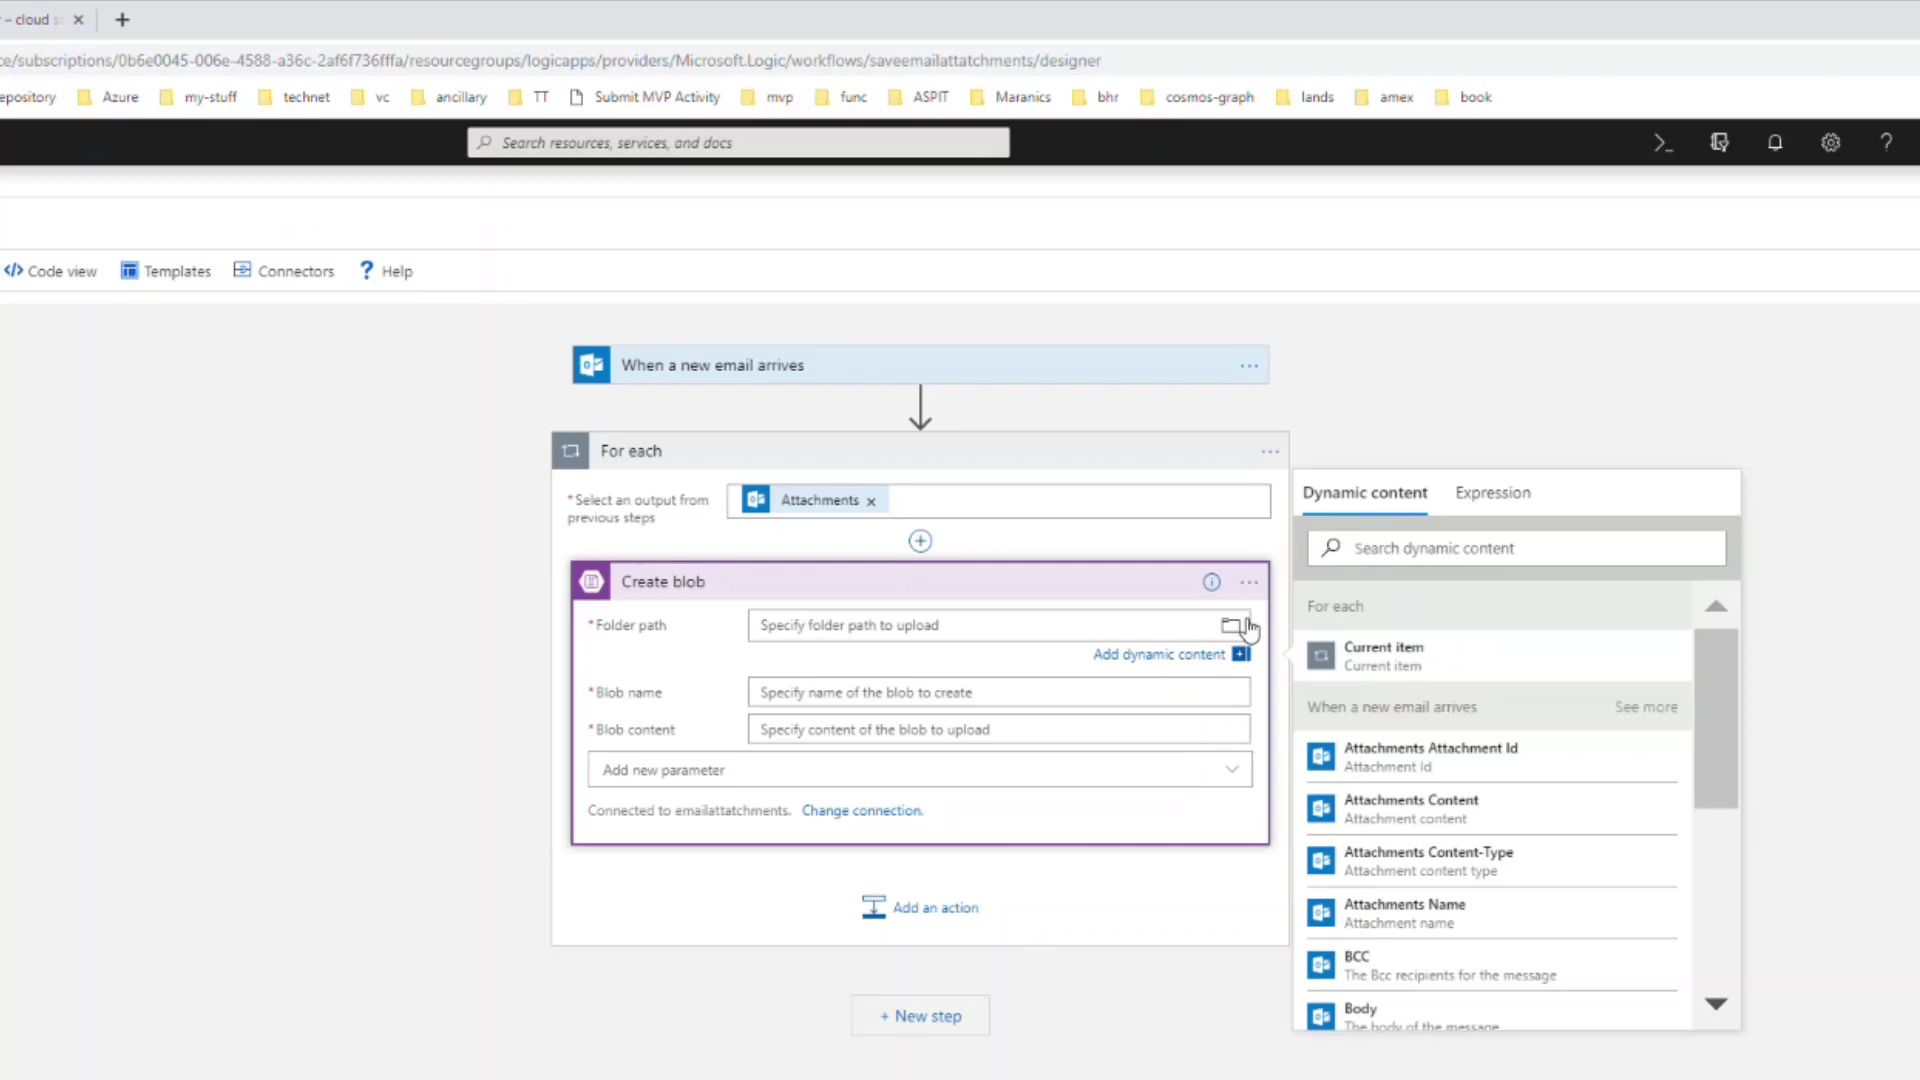 – cloud s
ce/subscriptions/0b6e0045-006e-4588-a36c-2af6f736fffa/resourcegroups/logicapps/providers/Microsoft.Logic/workflows/saveemailattatchments/designer
epository Azure my-stuff technet vc ancillary TT Submit MVP Activity mvp func ASPIT Maranics bhr cosmos-graph lands amex book
Search resources, services, and docs
Code view Templates Connectors Help
When a new email arrives
For each
*Select an output from
previous steps
Attachments
Create blob
*Folder path
Specify folder path to upload
Add dynamic content
*Blob name
Specify name of the blob to create
*Blob content
Specify content of the blob to upload
Add new parameter
Connected to emailattatchments. Change connection.
Add an action
+ New step
Dynamic content Expression
Search dynamic content
For each
Current item
Current item
When a new email arrives See more
Attachments Attachment Id
Attachment Id
Attachments Content
Attachment content
Attachments Content-Type
Attachment content type
Attachments Name
Attachment name
BCC
The Bcc recipients for the message
Body
The body of the message